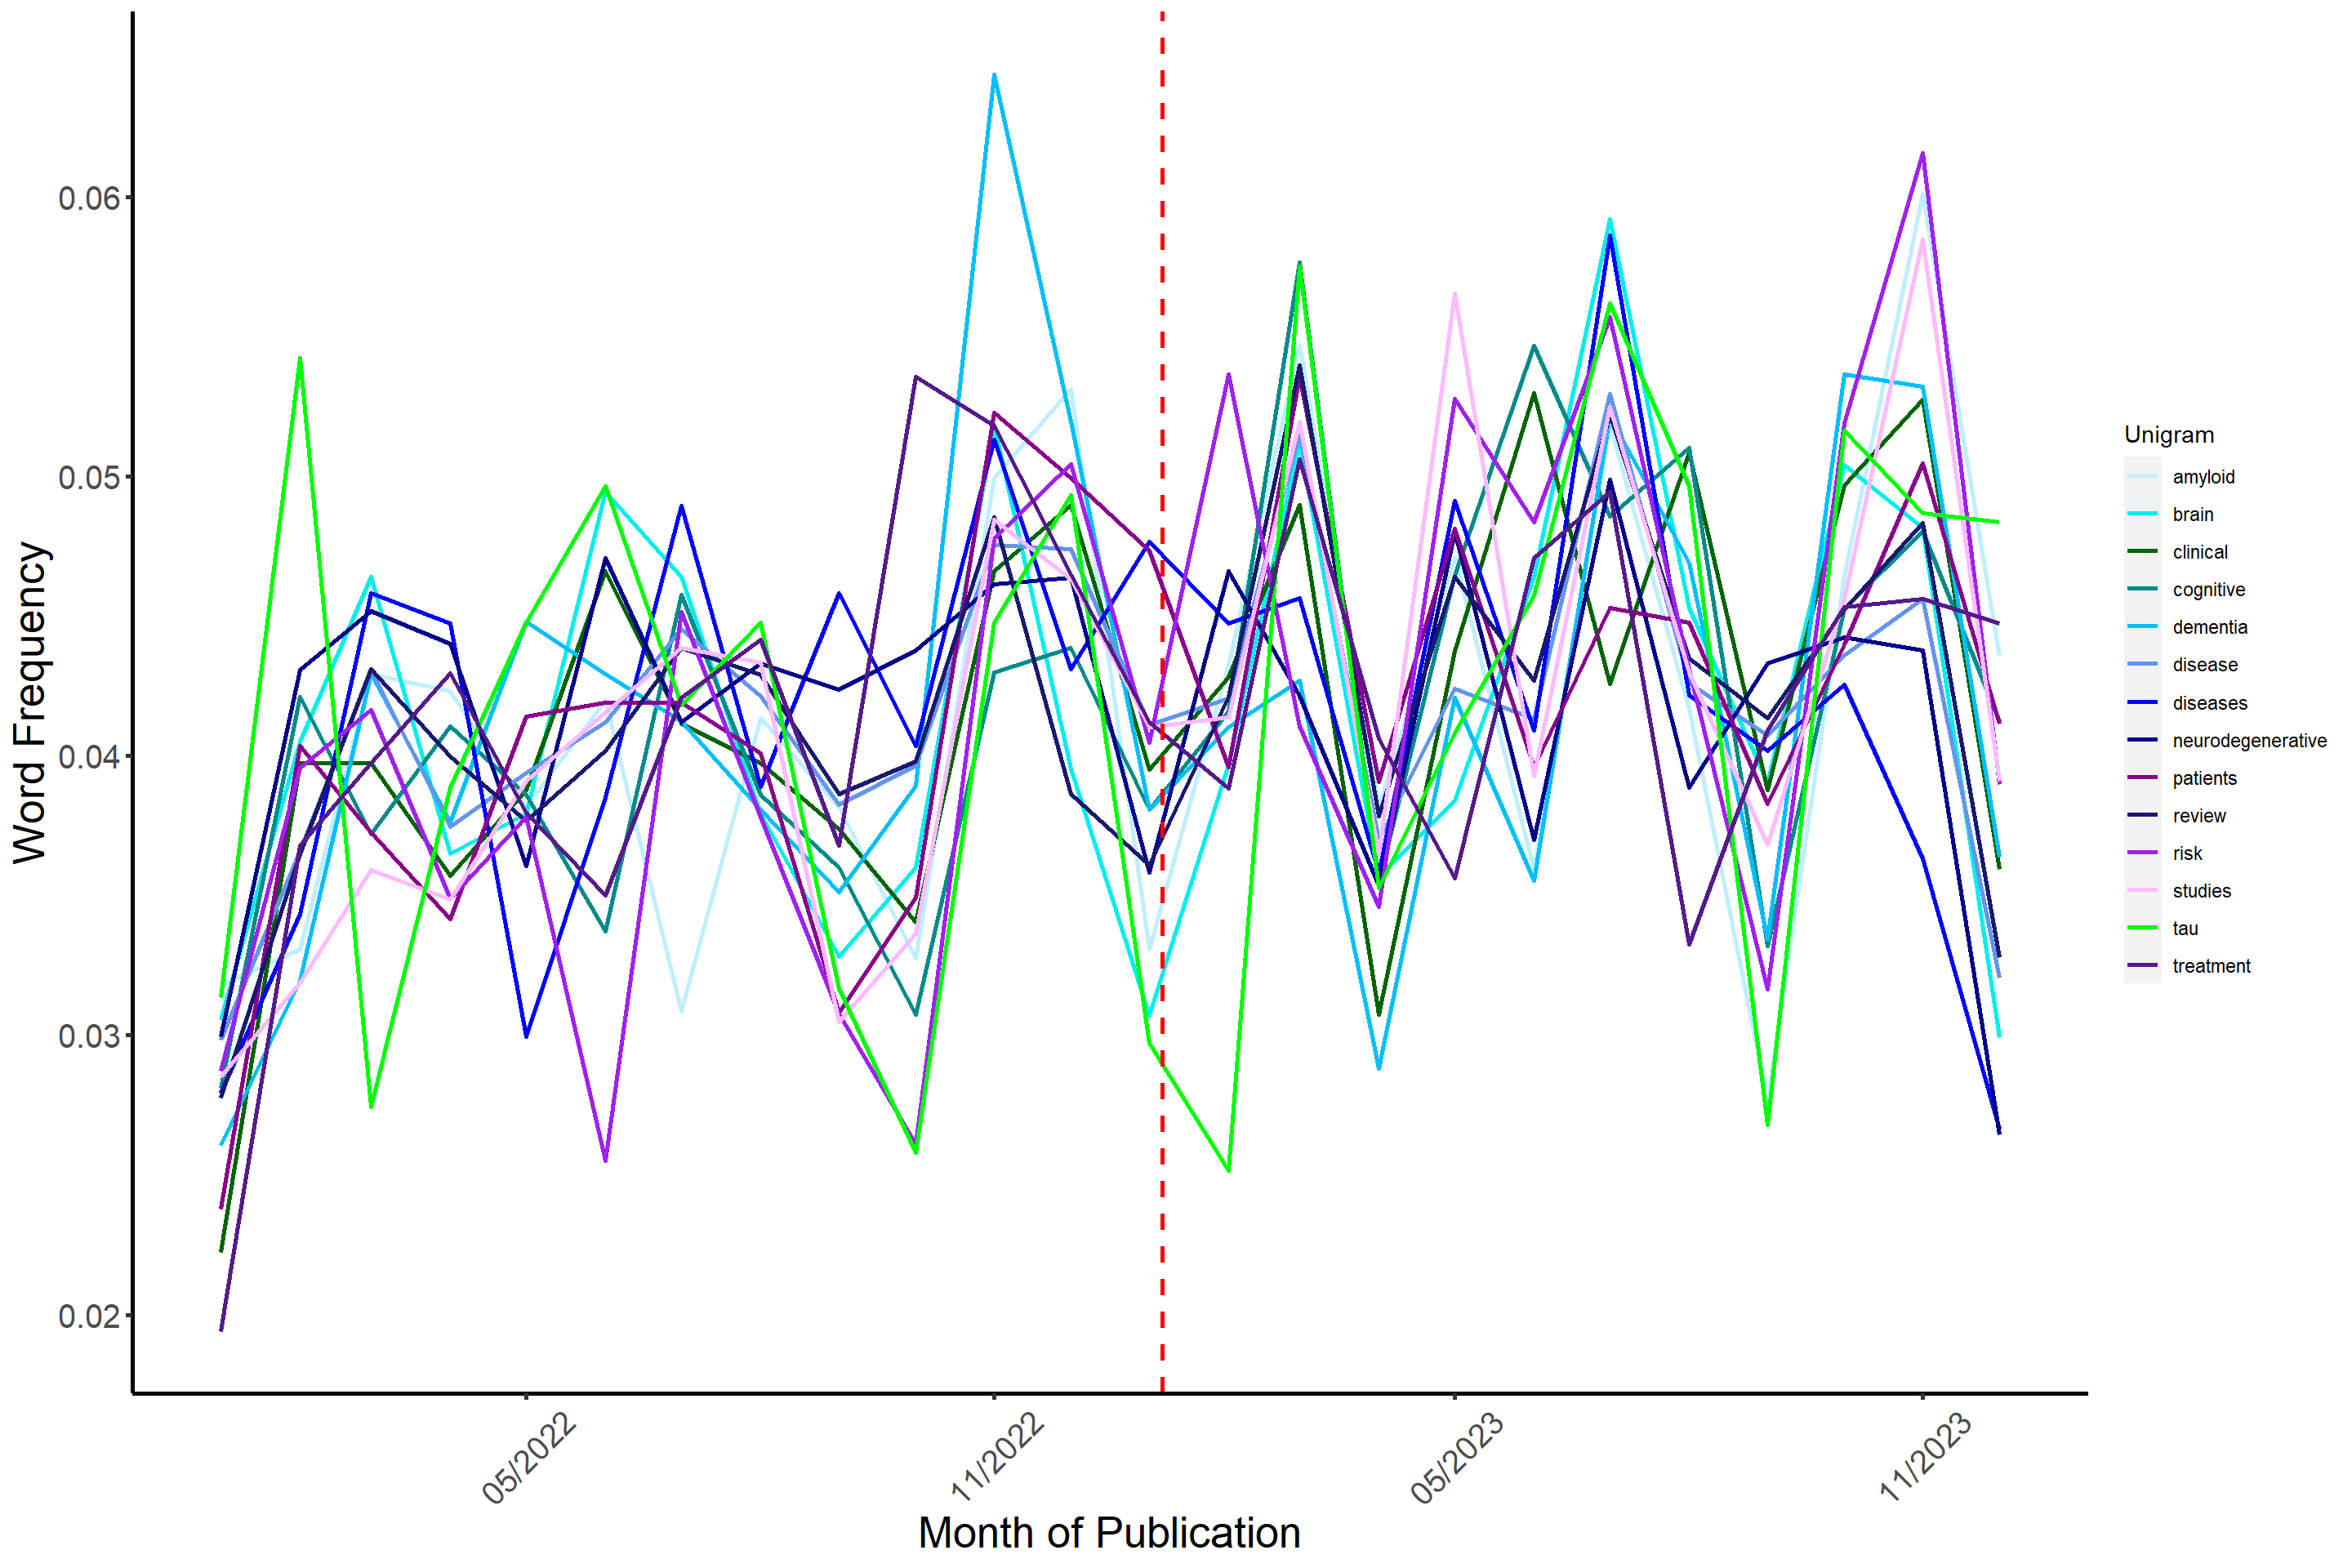 Word Frequency
0.06
0.05
0.04
0.03
0.02
05/2022
11/2022
05/2023
11/2023
Month of Publication
Unigram
amyloid
brain
clinical
cognitive
dementia
disease
diseases
neurodegenerative
patients
review
risk
studies
tau
treatment